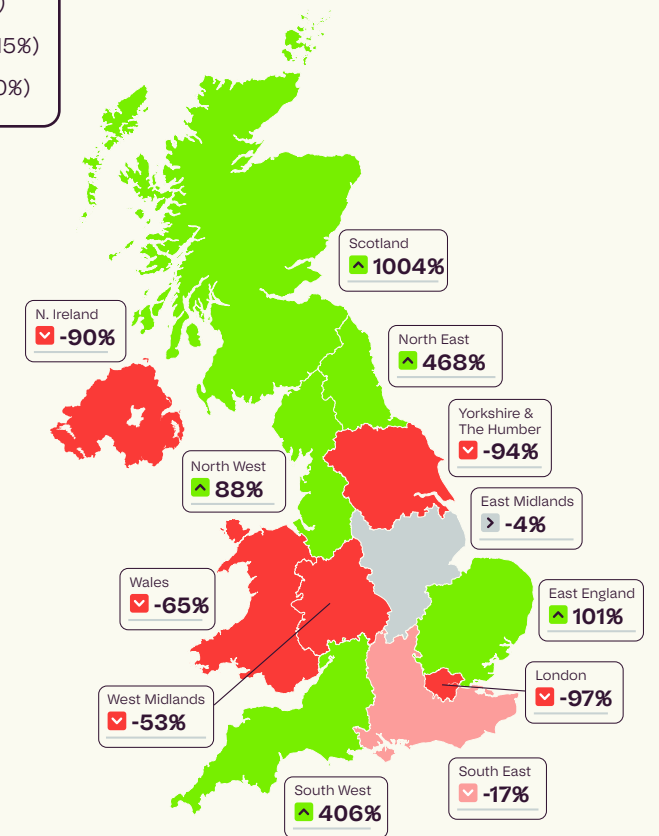 )
15%)
0%)
Scotland
1004%
N. Ireland
-90%
North East
468%
Yorkshire &
The Humber
-94%
North West
88%
East Midlands
-4%
Wales
-65%
East England
101%
London
-97%
West Midlands
-53%
South East
-17%
South West
406%